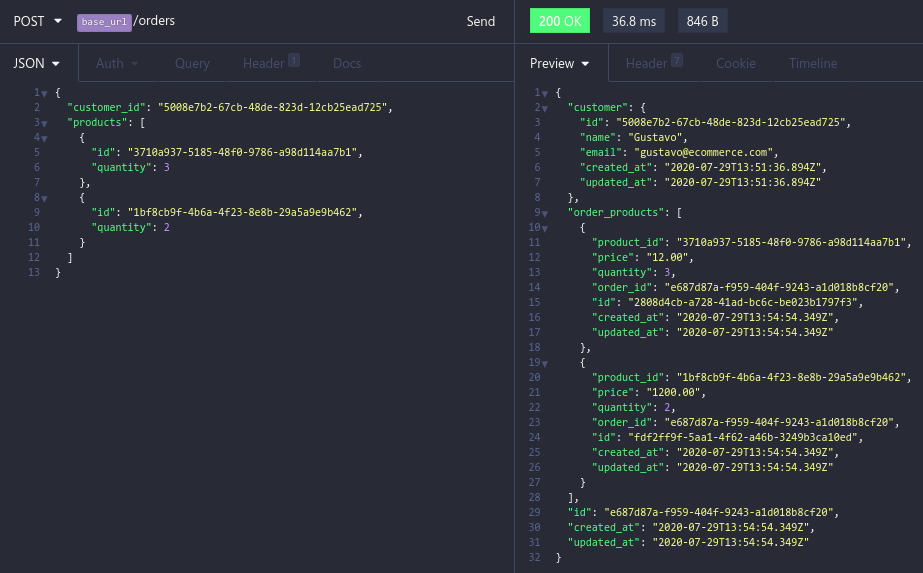 POST base_url/orders Send
JSON Auth Query Header 1 Docs
1 {
2 "customer_id": "5008e7b2-67cb-48de-823d-12cb25ead725",
3 "products": [
4 {
5 "id": "3710a937-5185-48f0-9786-a98d114aa7b1",
6 "quantity": 3
7 },
8 {
9 "id": "1bf8cb9f-4b6a-4f23-8e8b-29a5a9e9b462",
10 "quantity": 2
11 }
12 ]
13 }
200 OK 36.8 ms 846 B
Preview Header 7 Cookie Timeline
1 {
2 "customer": {
3 "id": "5008e7b2-67cb-48de-823d-12cb25ead725",
4 "name": "Gustavo",
5 "email": "gustavo@ecommerce.com",
6 "created_at": "2020-07-29T13:51:36.894Z",
7 "updated_at": "2020-07-29T13:51:36.894Z"
8 },
9 "order_products": [
10 {
11 "product_id": "3710a937-5185-48f0-9786-a98d114aa7b1",
12 "price": "12.00",
13 "quantity": 3,
14 "order_id": "e687d87a-f959-404f-9243-a1d018b8cf20",
15 "id": "2808d4cb-a728-41ad-bc6c-be023b1797f3",
16 "created_at": "2020-07-29T13:54:54.349Z",
17 "updated_at": "2020-07-29T13:54:54.349Z"
18 },
19 {
20 "product_id": "1bf8cb9f-4b6a-4f23-8e8b-29a5a9e9b462",
21 "price": "1200.00",
22 "quantity": 2,
23 "order_id": "e687d87a-f959-404f-9243-a1d018b8cf20",
24 "id": "fdf2ff9f-5aa1-4f62-a46b-3249b3ca10ed",
25 "created_at": "2020-07-29T13:54:54.349Z",
26 "updated_at": "2020-07-29T13:54:54.349Z"
27 }
28 ],
29 "id": "e687d87a-f959-404f-9243-a1d018b8cf20",
30 "created_at": "2020-07-29T13:54:54.349Z",
31 "updated_at": "2020-07-29T13:54:54.349Z"
32 }